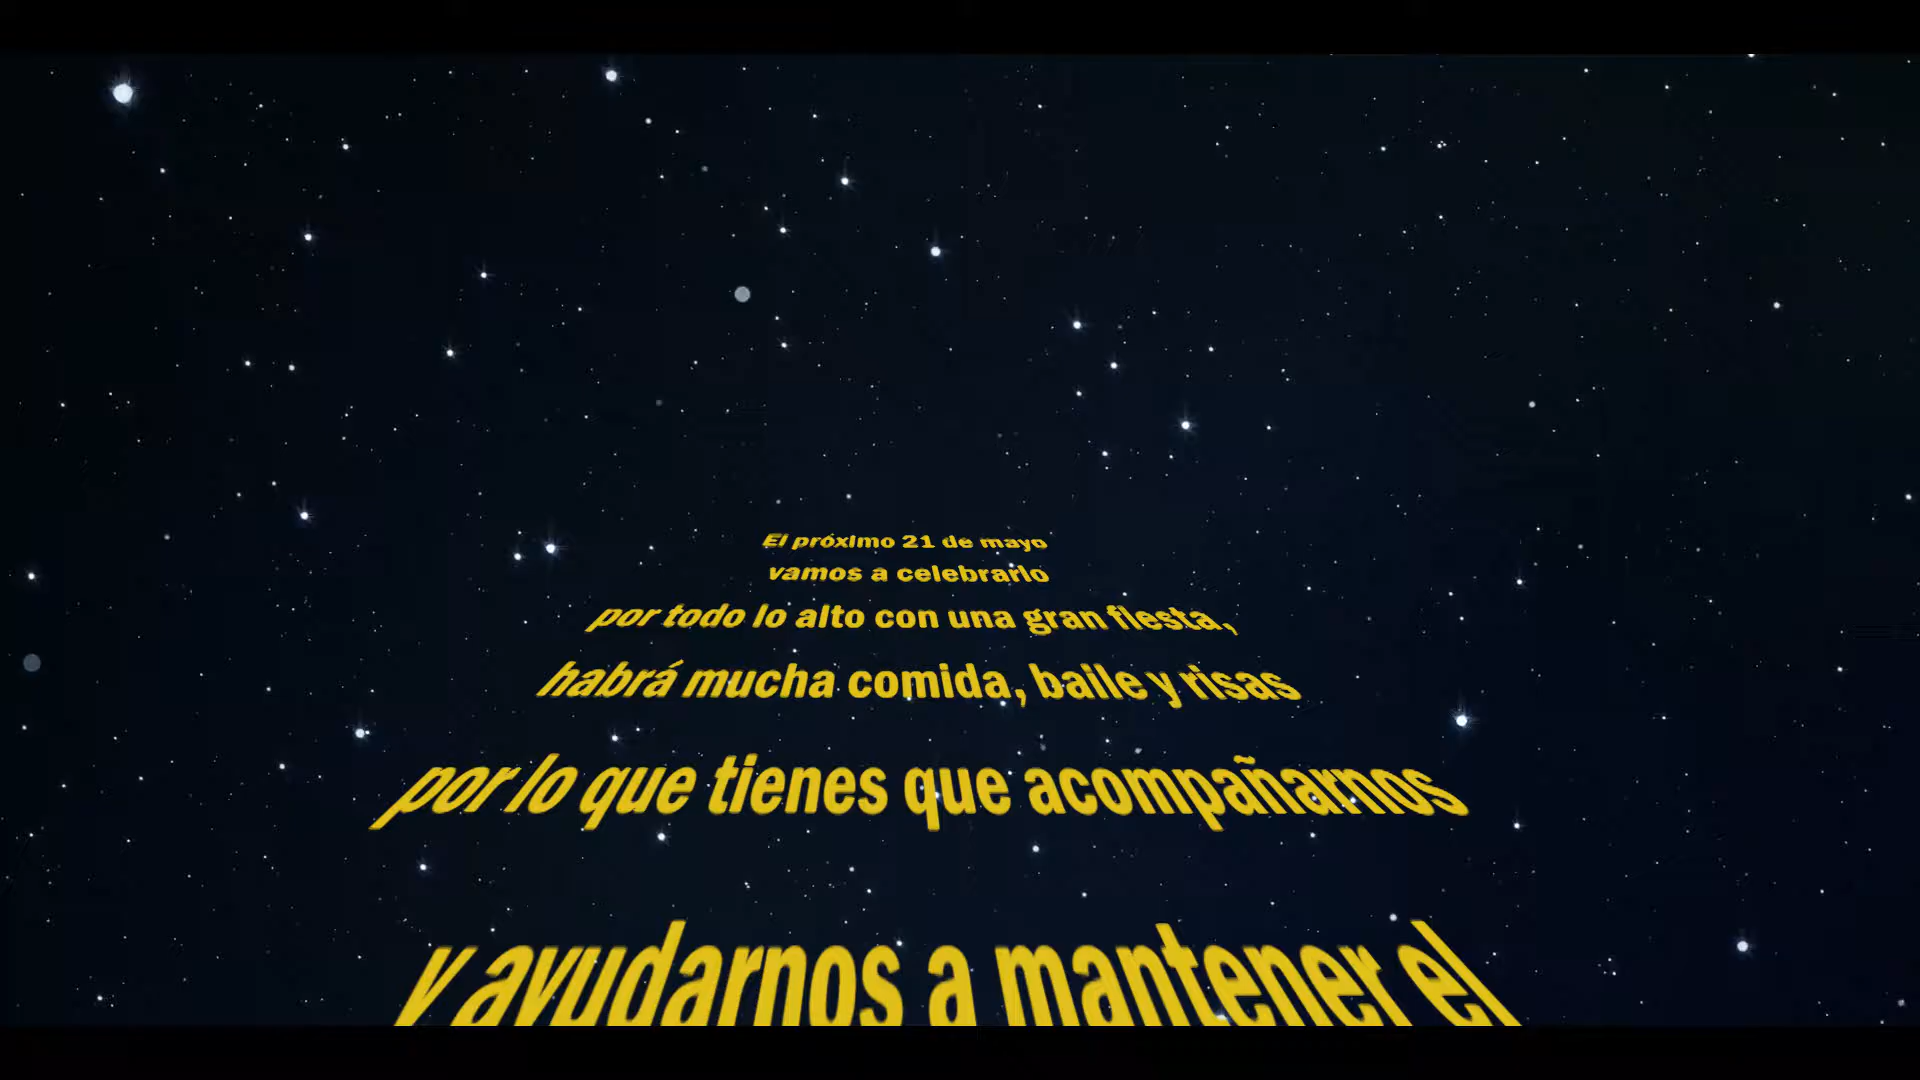 El próximo 21 de mayo
vamos a celebrarlo
por todo lo alto con una gran fiesta,
habrá mucha comida, baile y risas
por lo que tienes que acompañarnos
y ayudarnos a mantener el